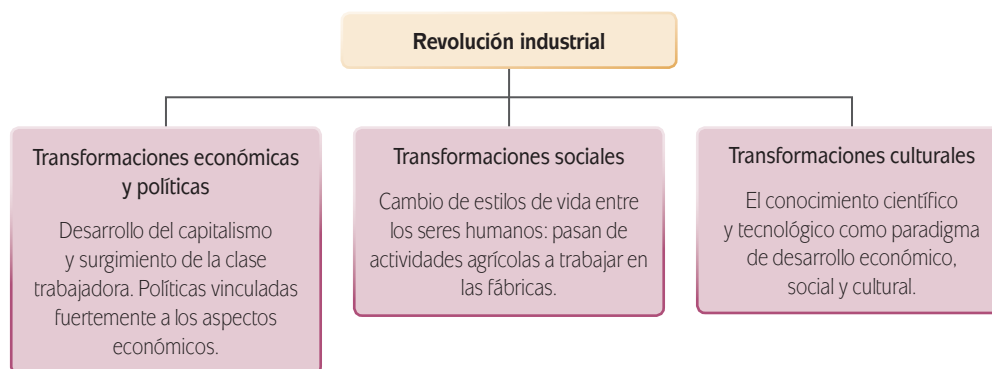 Revolución industrial
Transformaciones económicas
y políticas
Desarrollo del capitalismo
y surgimiento de la clase
trabajadora. Políticas vinculadas
fuertemente a los aspectos
económicos.
Transformaciones sociales
Cambio de estilos de vida entre
los seres humanos: pasan de
actividades agrícolas a trabajar en
las fábricas.
Transformaciones culturales
El conocimiento científico
y tecnológico como paradigma
de desarrollo económico,
social y cultural.